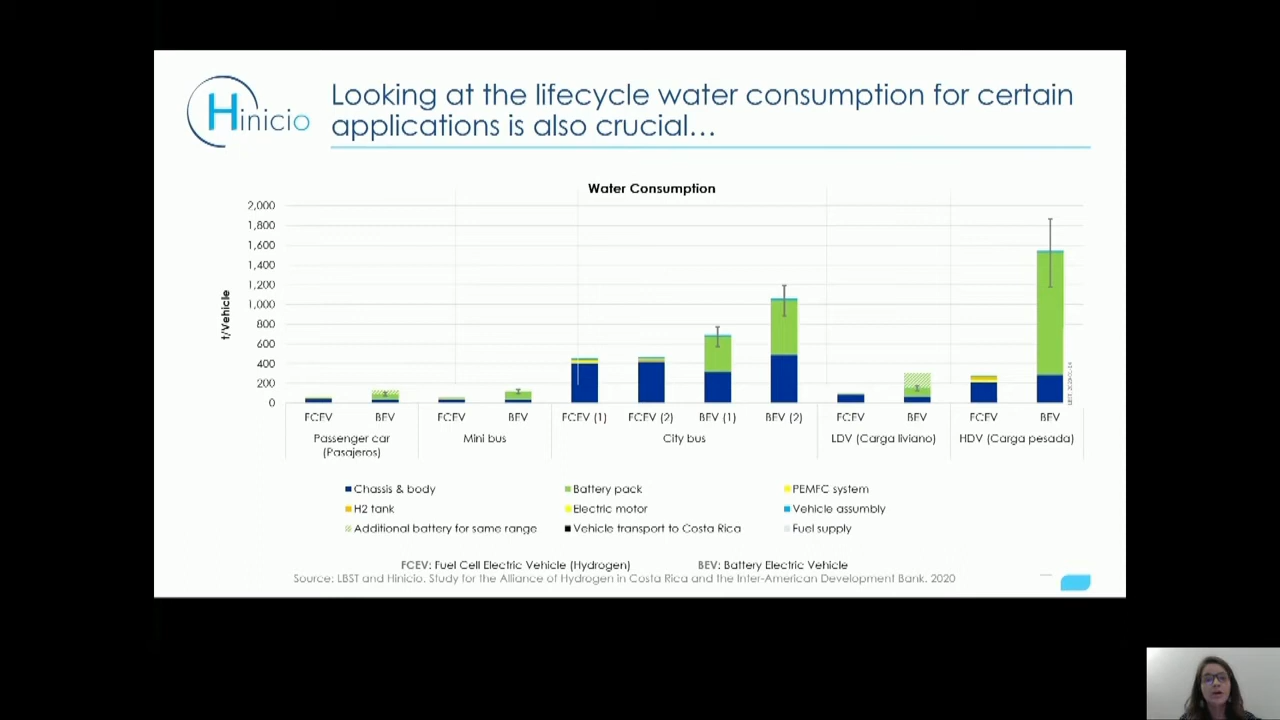 Hinicio
Looking at the lifecycle water consumption for certain
applications is also crucial...
Water Consumption
t/Vehicle
2,000
1,800
1,600
1,400
1,200
1,000
800
600
400
200
0
FCEV BEV FCEV BEV FCEV (1) FCEV (2) BEV (1) BEV (2) FCEV BEV FCEV BEV
Passenger car Mini bus City bus LDV (Carga liviano) HDV (Carga pesada)
(Pasajeros)
Chassis & body Battery pack PEMFC system
H2 tank Electric motor Vehicle assumbly
Additional battery for same range Vehicle transport to Costa Rica Fuel supply
FCEV: Fuel Cell Electric Vehicle (Hydrogen) BEV: Battery Electric Vehicle
Source: LBST and Hinicio. Study for the Alliance of Hydrogen in Costa Rica and the Inter-American Development Bank. 2020